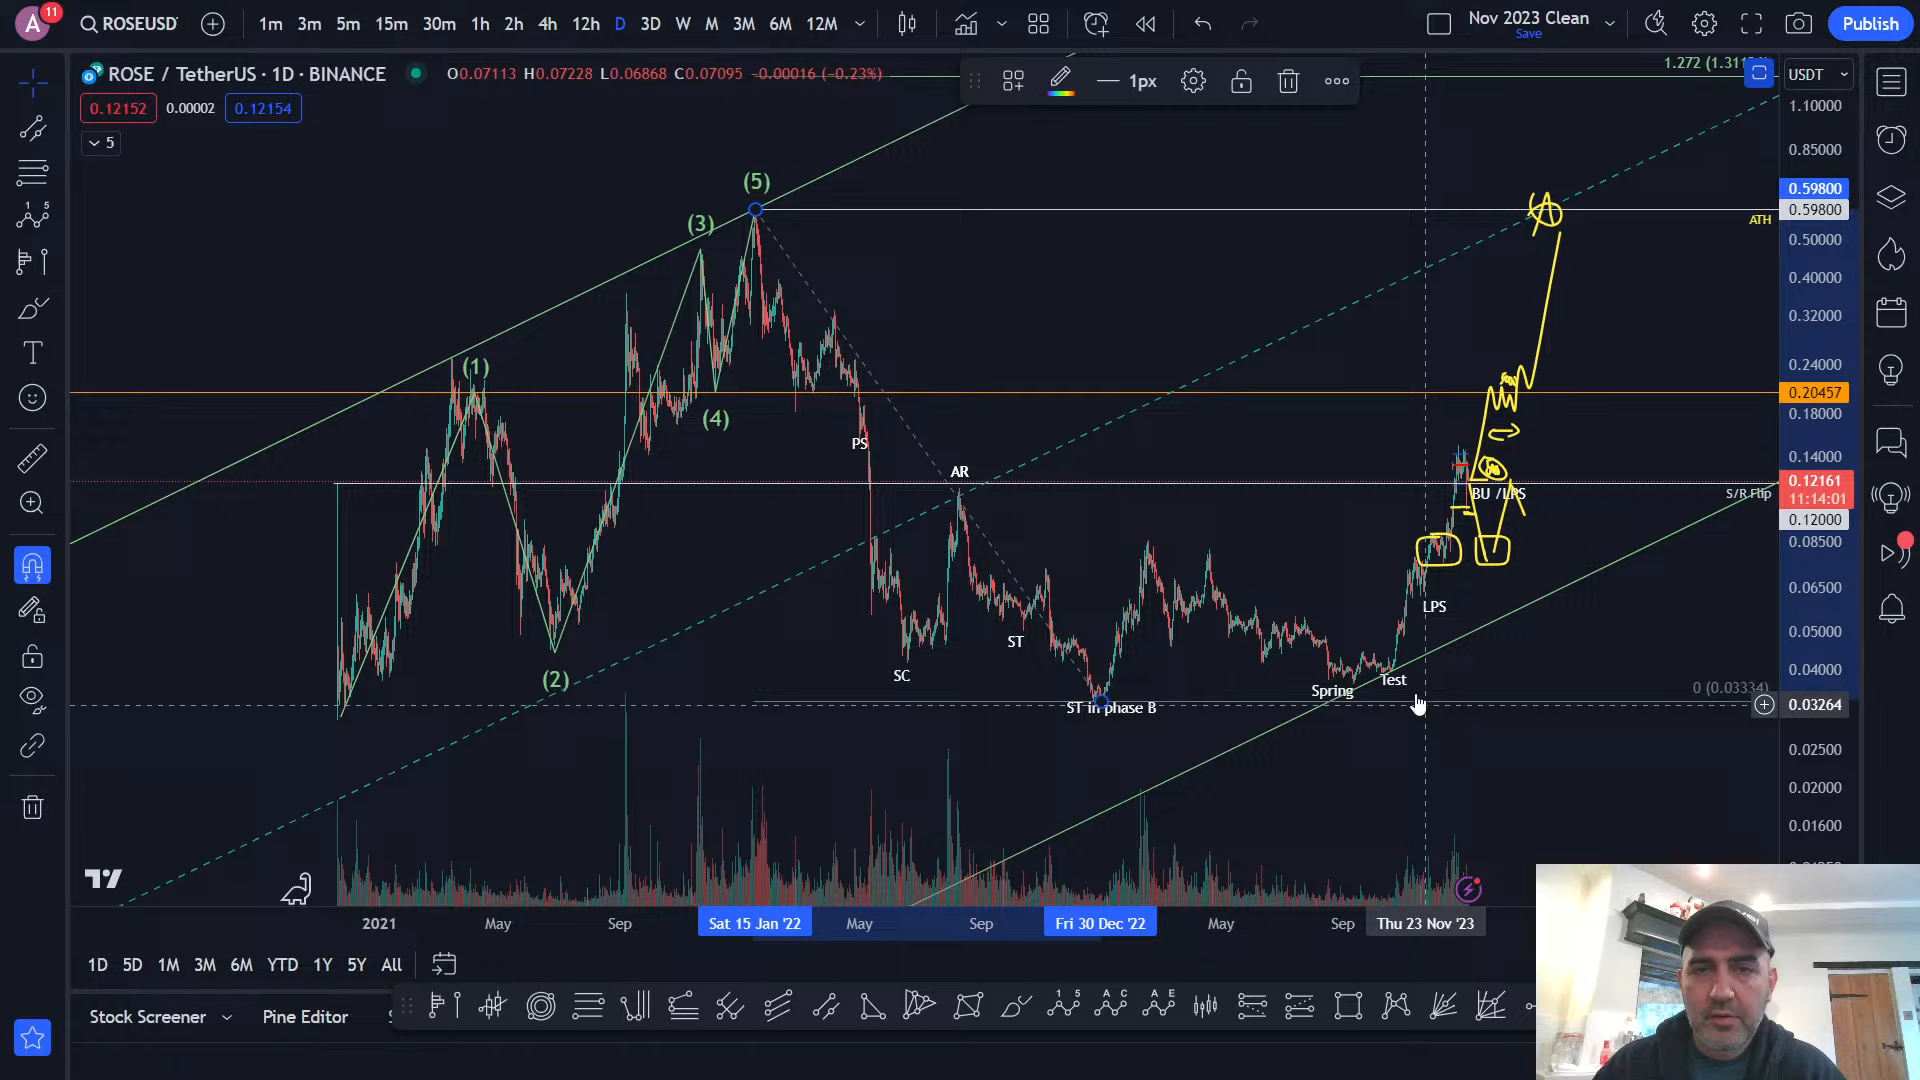 A 11 ROSEUSDT 1m 3m 5m 15m 30m 1h 2h 4h 12h D 3D W M 3M 6M 12M Nov 2023 Clean Save Publish
ROSE / TetherUS · 1D · BINANCE O0.07113 H0.07228 L0.06868 C0.07095 −0.00016 (−0.23%) 1px USDT
0.12152 0.00002 0.12154
5
1.10000
0.85000
(5) 0.59800
0.59800
ATH
(3)
0.50000
0.40000
0.32000
(1) 0.24000
0.20457
(4) 0.18000
PS
AR 0.14000
0.12161
BU /LPS S/R Flip 11:14:01
0.12000
0.08500
0.06500
LPS
ST 0.05000
SC 0.04000
(2) Spring Test 0 (0.03334)
ST in phase B 0.03264
0.02500
0.02000
0.01600
2021 May Sep Sat 15 Jan '22 May Sep Fri 30 Dec '22 May Sep Thu 23 Nov '23
1D 5D 1M 3M 6M YTD 1Y 5Y All
Stock Screener Pine Editor